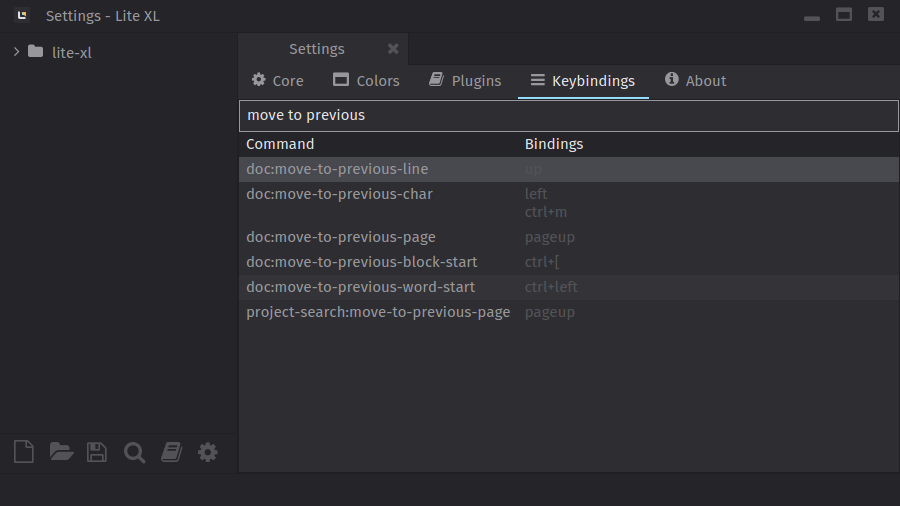 Settings - Lite XL
lite-xl
Settings
Core Colors Plugins Keybindings About
move to previous
Command Bindings
doc:move-to-previous-line up
doc:move-to-previous-char left
ctrl+m
doc:move-to-previous-page pageup
doc:move-to-previous-block-start ctrl+[
doc:move-to-previous-word-start ctrl+left
project-search:move-to-previous-page pageup